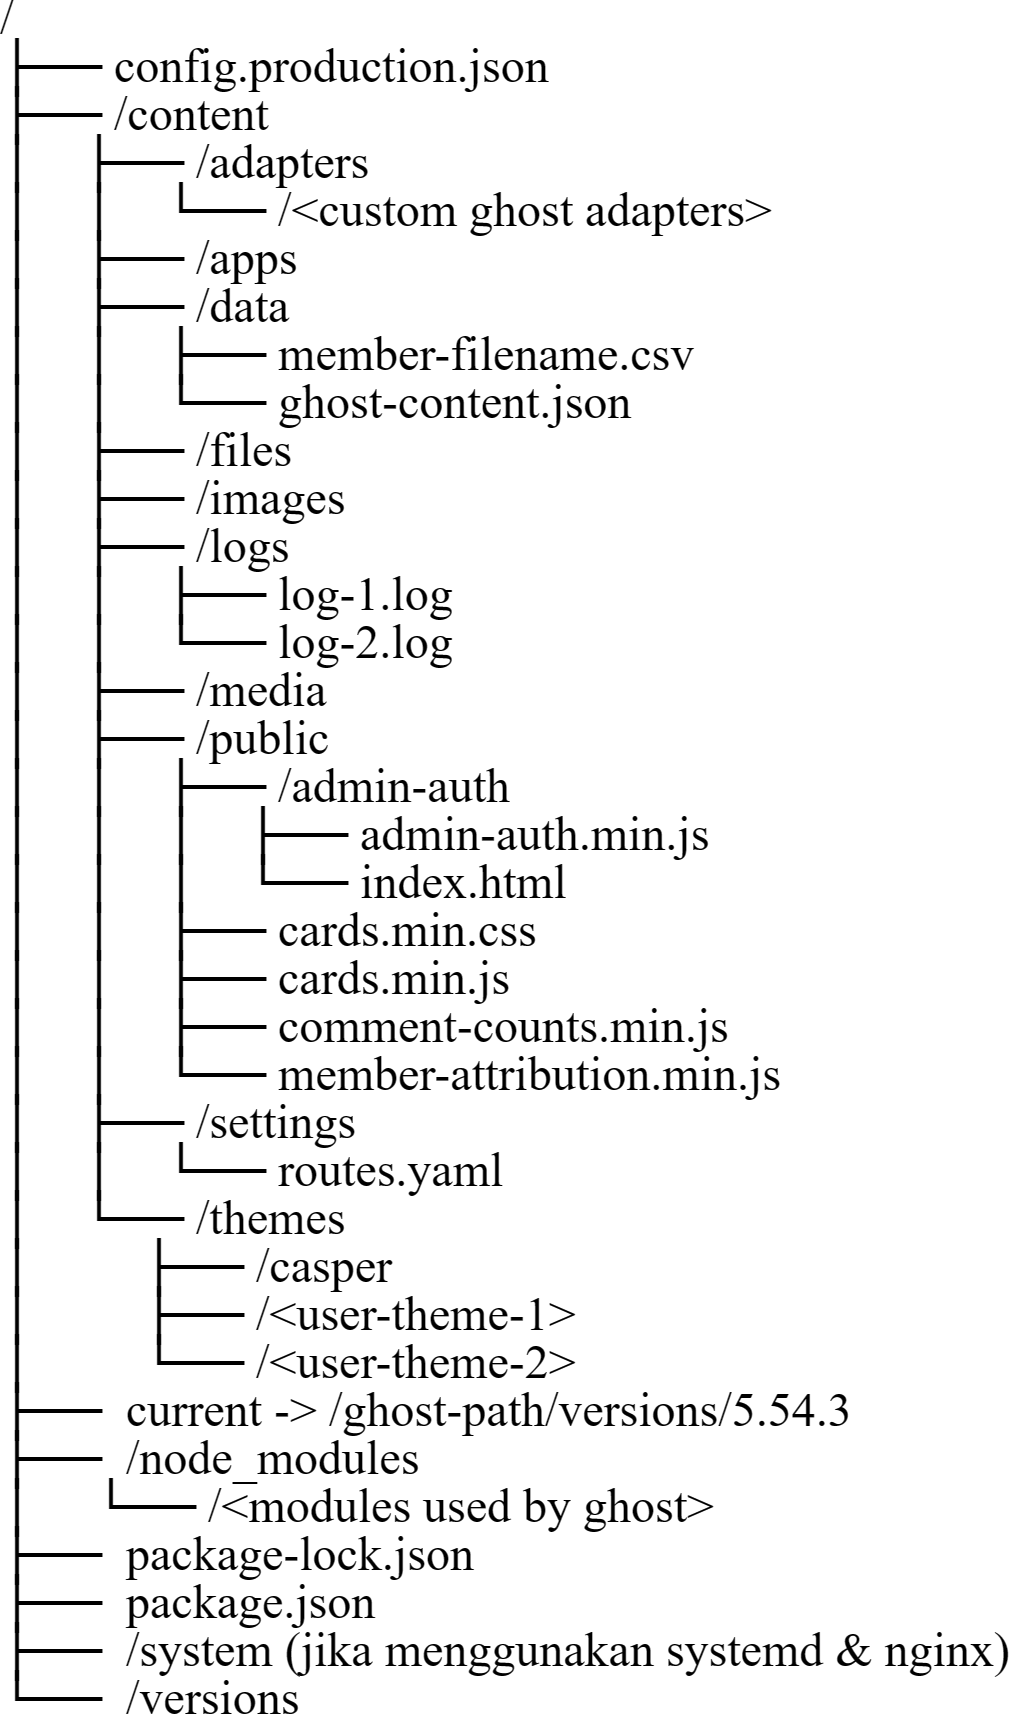 /
config.production.json
/content
/adapters
/<custom ghost adapters>
/apps
/data
member-filename.csv
ghost-content.json
/files
/images
/logs
log-1.log
log-2.log
/media
/public
/admin-auth
admin-auth.min.js
index.html
cards.min.css
cards.min.js
comment-counts.min.js
member-attribution.min.js
/settings
routes.yaml
/themes
/casper
/<user-theme-1>
/<user-theme-2>
current -> /ghost-path/versions/5.54.3
/node_modules
/<modules used by ghost>
package-lock.json
package.json
/system (jika menggunakan systemd & nginx)
/versions